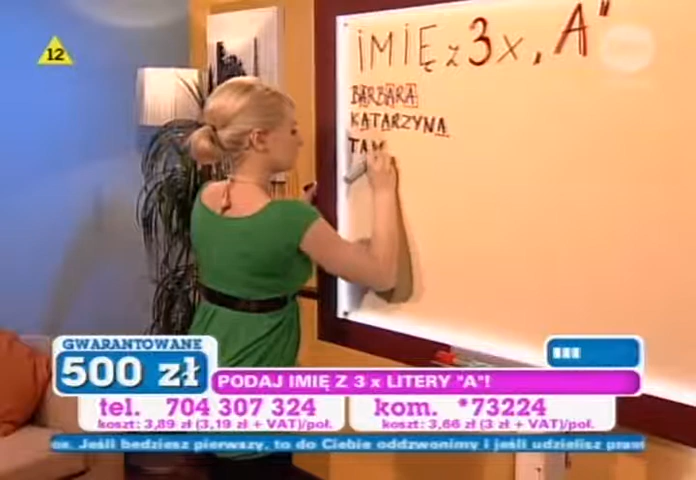 12
IMIĘ z 3 x „A"
BARBARA
KATARZYNA
TAM
GWARANTOWANE
500 zł
PODAJ IMIĘ Z 3 x LITERY "A"!
tel. 704 307 324
koszt: 3,89 zł (3,19 zł + VAT)/poł.
kom. *73224
koszt: 3,66 zł (3 zł + VAT)/poł.
Jeśli będziesz pierwszy, to do Ciebie oddzwonimy i jeśli udzielisz praw